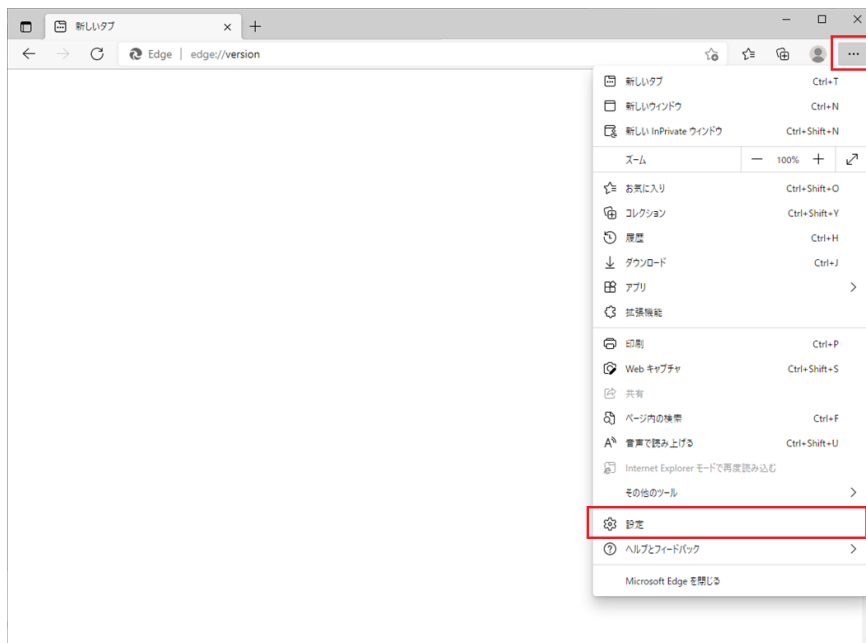 新しいタブ
Edge | edge://version
新しいタブ Ctrl+T
新しいウィンドウ Ctrl+N
新しい InPrivate ウィンドウ Ctrl+Shift+N
ズーム 100%
お気に入り Ctrl+Shift+O
コレクション Ctrl+Shift+Y
履歴 Ctrl+H
ダウンロード Ctrl+J
アプリ
拡張機能
印刷 Ctrl+P
Web キャプチャ Ctrl+Shift+S
共有
ページ内の検索 Ctrl+F
音声で読み上げる Ctrl+Shift+U
Internet Explorer モードで再度読み込む
その他のツール
設定
ヘルプとフィードバック
Microsoft Edge を閉じる